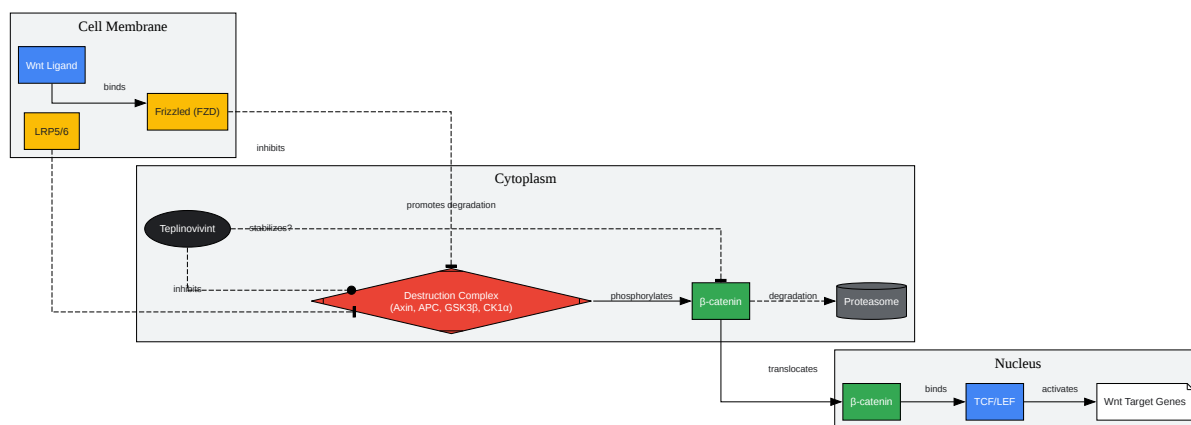 Cell Membrane
Wnt Ligand
binds
Frizzled (FZD)
LRP5/6
inhibits
Cytoplasm
promotes degradation
Teplinovivint
stabilizes?
inhibits
Destruction Complex
(Axin, APC, GSK3β, CK1α)
phosphorylates
β-catenin
degradation
Proteasome
translocates
Nucleus
β-catenin
binds
TCF/LEF
activates
Wnt Target Genes